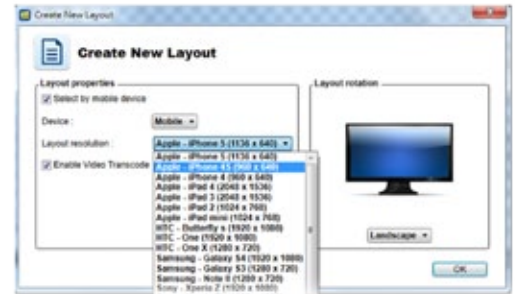 Create New Layout
Create New Layout
Layout properties
Select by mobile device
Device :
Mobile
Layout resolution :
Apple - iPhone 5 (1136 x 640)
Enable Video Transcode
Apple - iPhone 5 (1136 x 640)
Apple - iPhone 4S (960 x 640)
Apple - iPhone 4 (960 x 640)
Apple - iPad 4 (2048 x 1536)
Apple - iPad 3 (2048 x 1536)
Apple - iPad 2 (1024 x 768)
Apple - iPad mini (1024 x 768)
HTC - Butterfly s (1920 x 1080)
HTC - One (1920 x 1080)
HTC - One X (1280 x 720)
Samsung - Galaxy S4 (1920 x 1080)
Samsung - Galaxy S3 (1280 x 720)
Samsung - Note II (1280 x 720)
Sony - Xperia Z (1920 x 1080)
Layout rotation
Landscape
OK